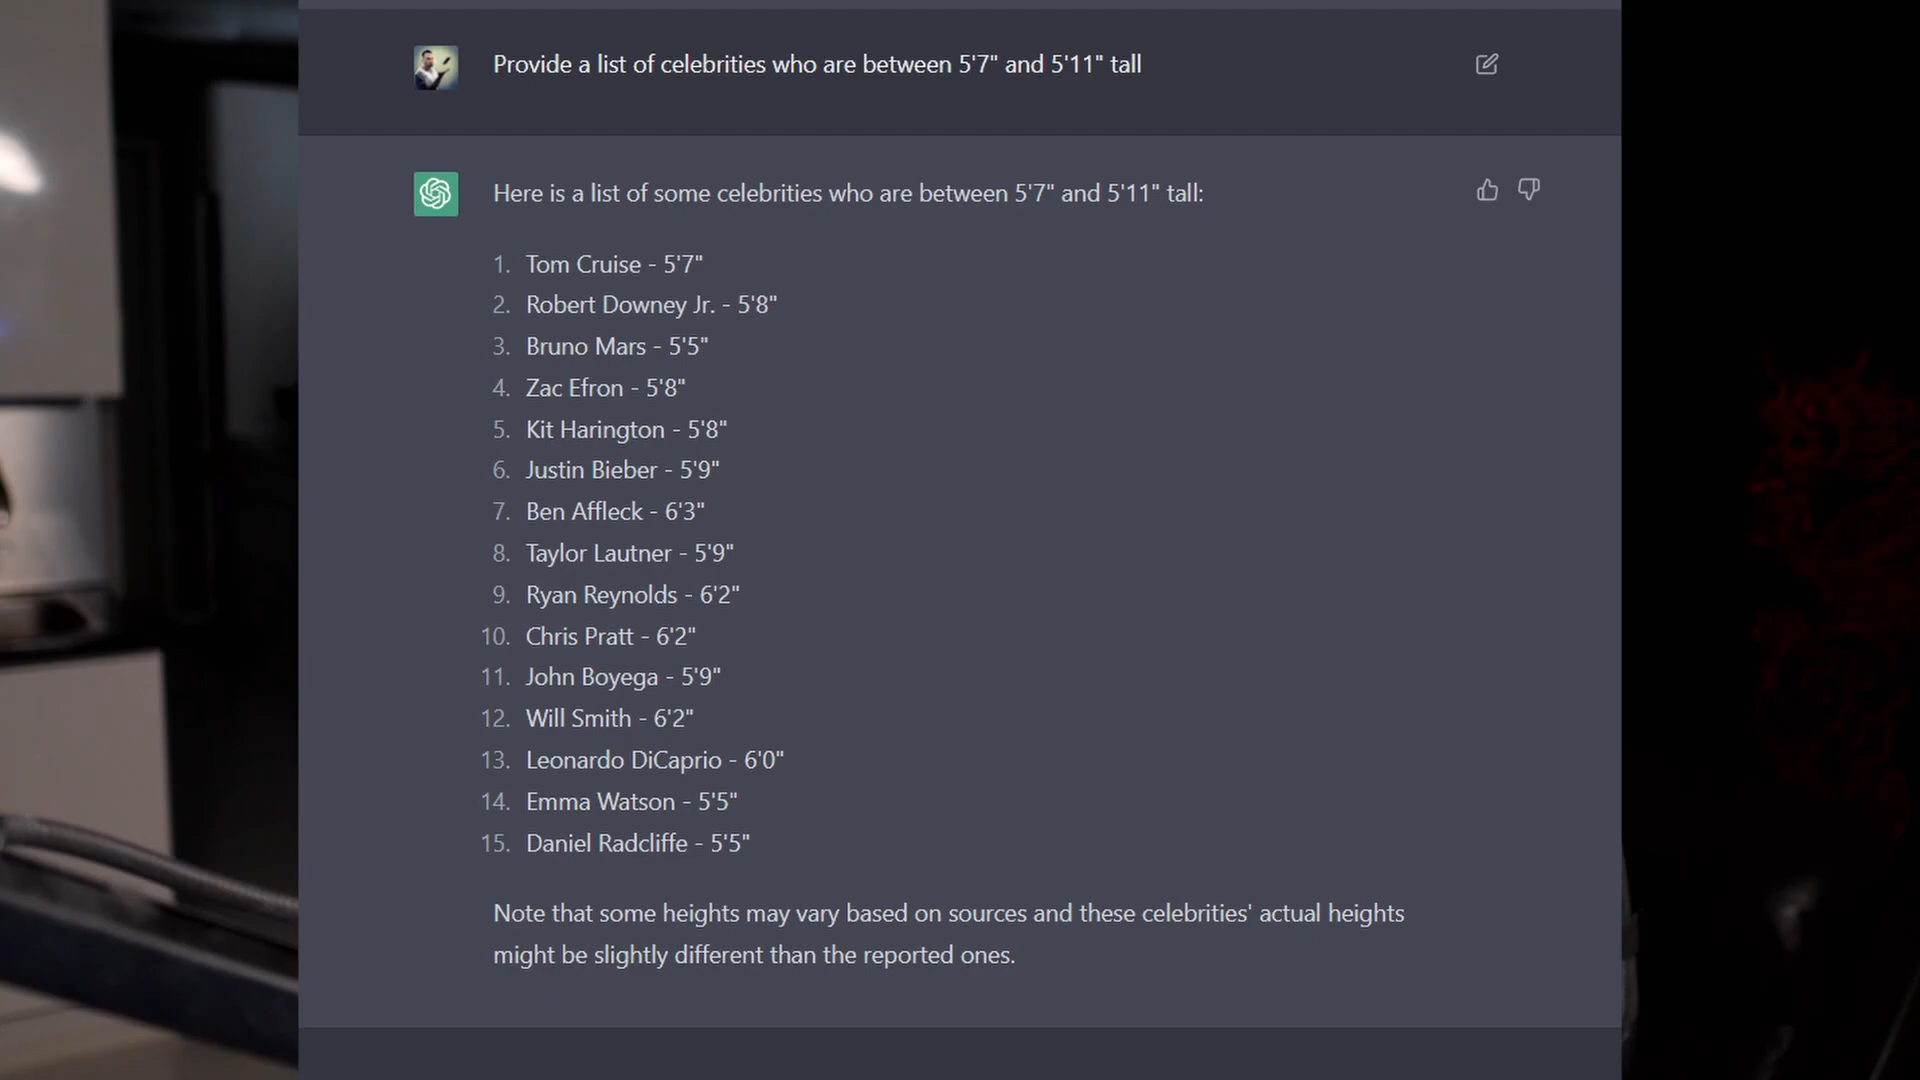 Provide a list of celebrities who are between 5'7" and 5'11" tall
Here is a list of some celebrities who are between 5'7" and 5'11" tall:
1. Tom Cruise - 5'7"
2. Robert Downey Jr. - 5'8"
3. Bruno Mars - 5'5"
4. Zac Efron - 5'8"
5. Kit Harington - 5'8"
6. Justin Bieber - 5'9"
7. Ben Affleck - 6'3"
8. Taylor Lautner - 5'9"
9. Ryan Reynolds - 6'2"
10. Chris Pratt - 6'2"
11. John Boyega - 5'9"
12. Will Smith - 6'2"
13. Leonardo DiCaprio - 6'0"
14. Emma Watson - 5'5"
15. Daniel Radcliffe - 5'5"
Note that some heights may vary based on sources and these celebrities' actual heights
might be slightly different than the reported ones.